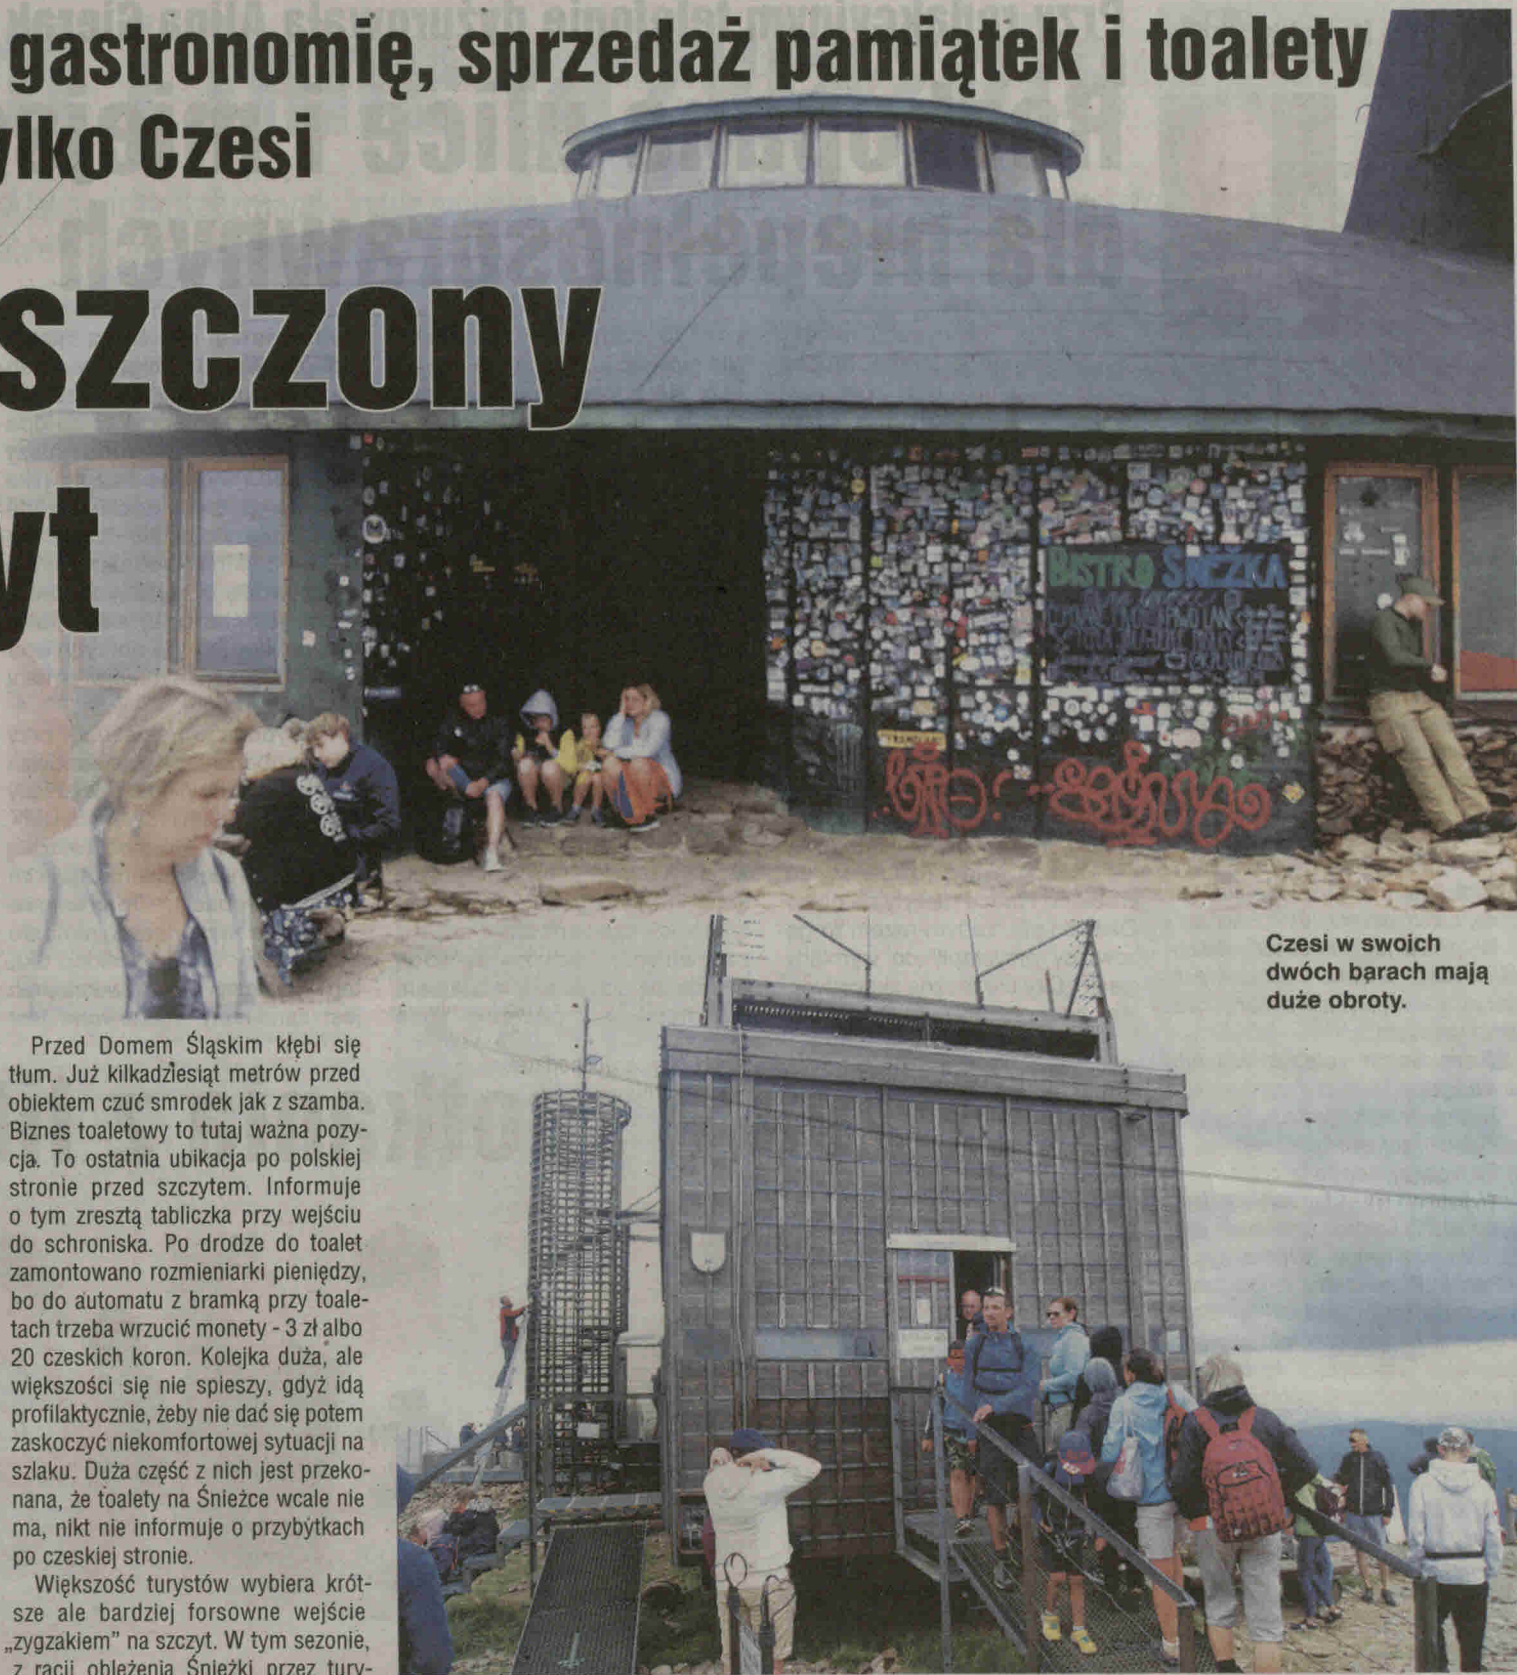 gastronomię, sprzedaż pamiątek i toalety
ylko Czesi
szczony
yt
BISTRO SNĚŽKA
"TRAMDLAK"
Czesi w swoich
dwóch barach mają
duże obroty.
Przed Domem Śląskim kłębi się
tłum. Już kilkadziesiąt metrów przed
obiektem czuć smrodek jak z szamba.
Biznes toaletowy to tutaj ważna pozy-
cja. To ostatnia ubikacja po polskiej
stronie przed szczytem. Informuje
o tym zresztą tabliczka przy wejściu
do schroniska. Po drodze do toalet
zamontowano rozmieniarki pieniędzy,
bo do automatu z bramką przy toale-
tach trzeba wrzucić monety - 3 zł albo
20 czeskich koron. Kolejka duża, ale
większości się nie spieszy, gdyż idą
profilaktycznie, żeby nie dać się potem
zaskoczyć niekomfortowej sytuacji na
szlaku. Duża część z nich jest przeko-
nana, że toalety na Śnieżce wcale nie
ma, nikt nie informuje o przybytkach
po czeskiej stronie.
Większość turystów wybiera krót-
sze ale bardziej forsowne wejście
„zygzakiem” na szczyt. W tym sezonie,
z racji oblężenia Śnieżki przez tury-